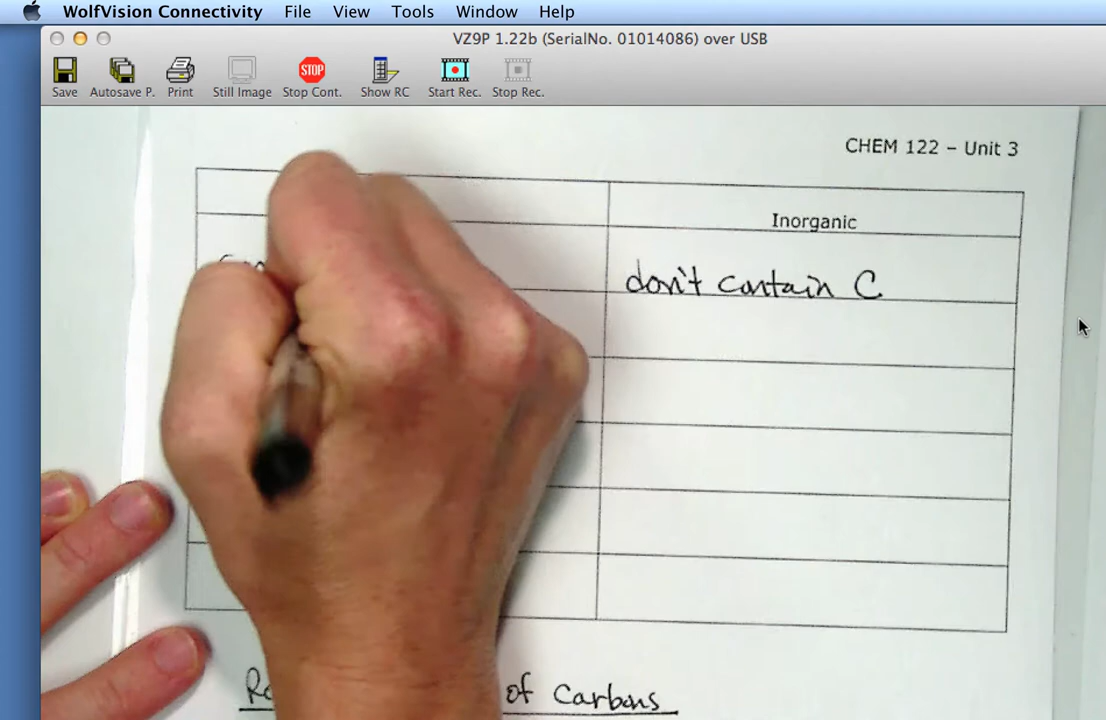 WolfVision Connectivity File View Tools Window Help
VZ9P 1.22b (SerialNo. 01014086) over USB
Save Autosave P. Print Still Image Stop Cont. Show RC Start Rec. Stop Rec.
STOP
CHEM 122 – Unit 3
Inorganic
don't contain C
of Carbons